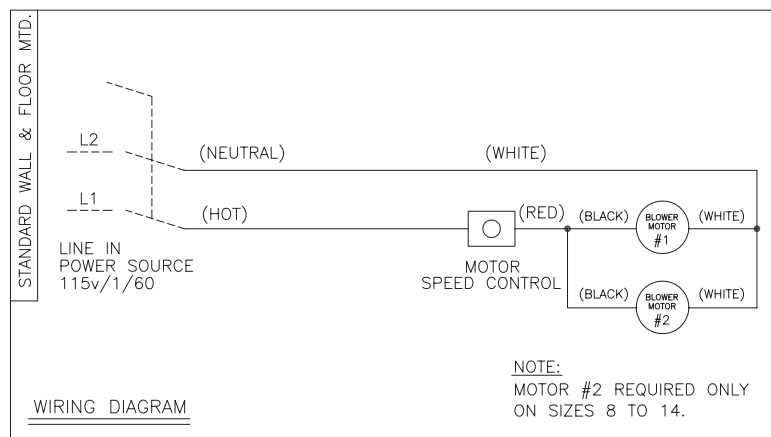 STANDARD WALL & FLOOR MTD.
L2
(NEUTRAL)
(WHITE)
L1
(HOT)
(RED)
(BLACK)
BLOWER
MOTOR
#1
(WHITE)
LINE IN
POWER SOURCE
115v/1/60
MOTOR
SPEED CONTROL
(BLACK)
BLOWER
MOTOR
#2
(WHITE)
NOTE:
MOTOR #2 REQUIRED ONLY
ON SIZES 8 TO 14.
WIRING DIAGRAM